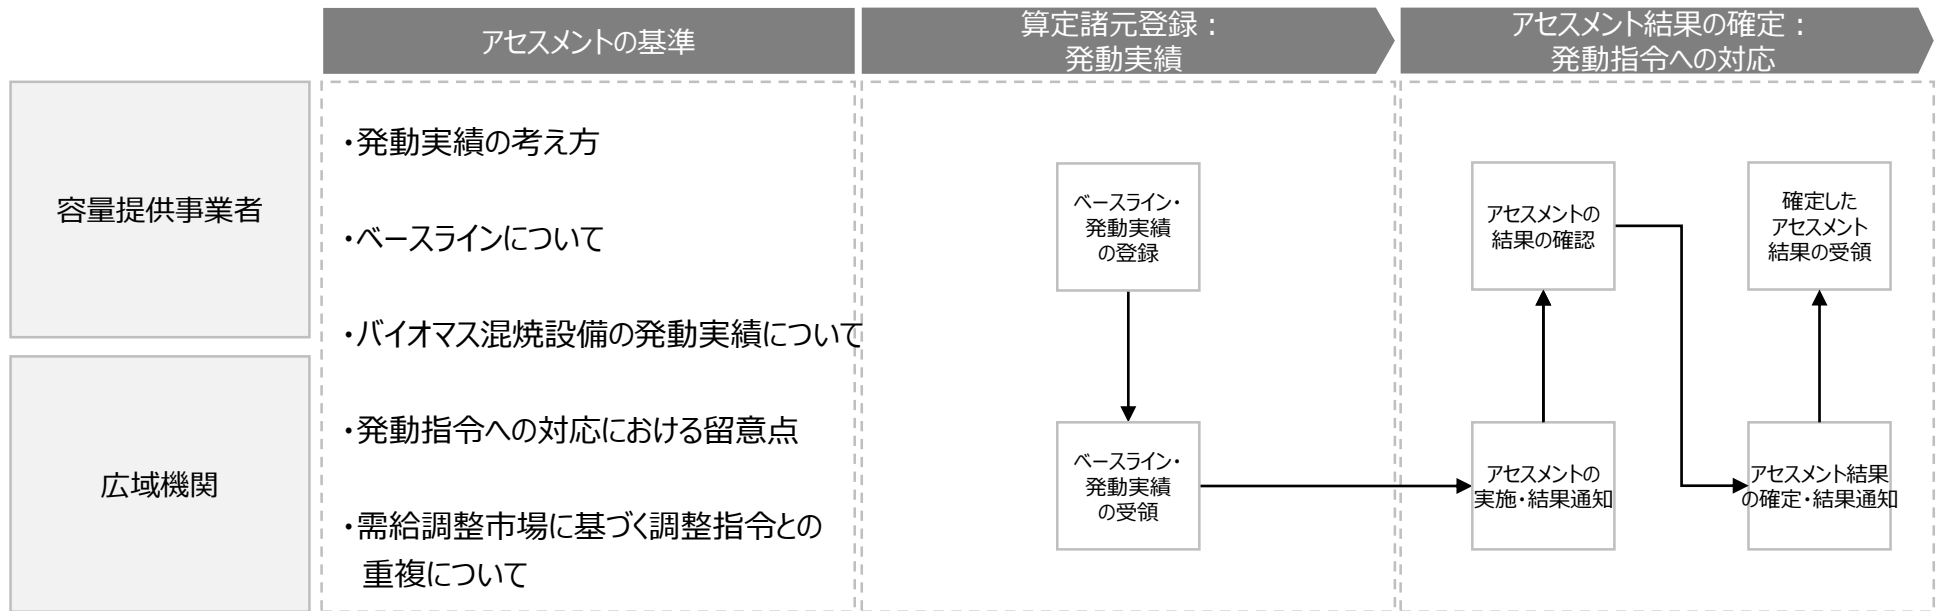 アセスメントの基準
算定諸元登録：
発動実績
アセスメント結果の確定：
発動指令への対応
容量提供事業者
広域機関
・発動実績の考え方
・ベースラインについて
・バイオマス混焼設備の発動実績について
・発動指令への対応における留意点
・需給調整市場に基づく調整指令との
重複について
ベースライン・
発動実績
の登録
ベースライン・
発動実績
の受領
アセスメントの
結果の確認
確定した
アセスメント
結果の受領
アセスメントの
実施・結果通知
アセスメント結果
の確定・結果通知